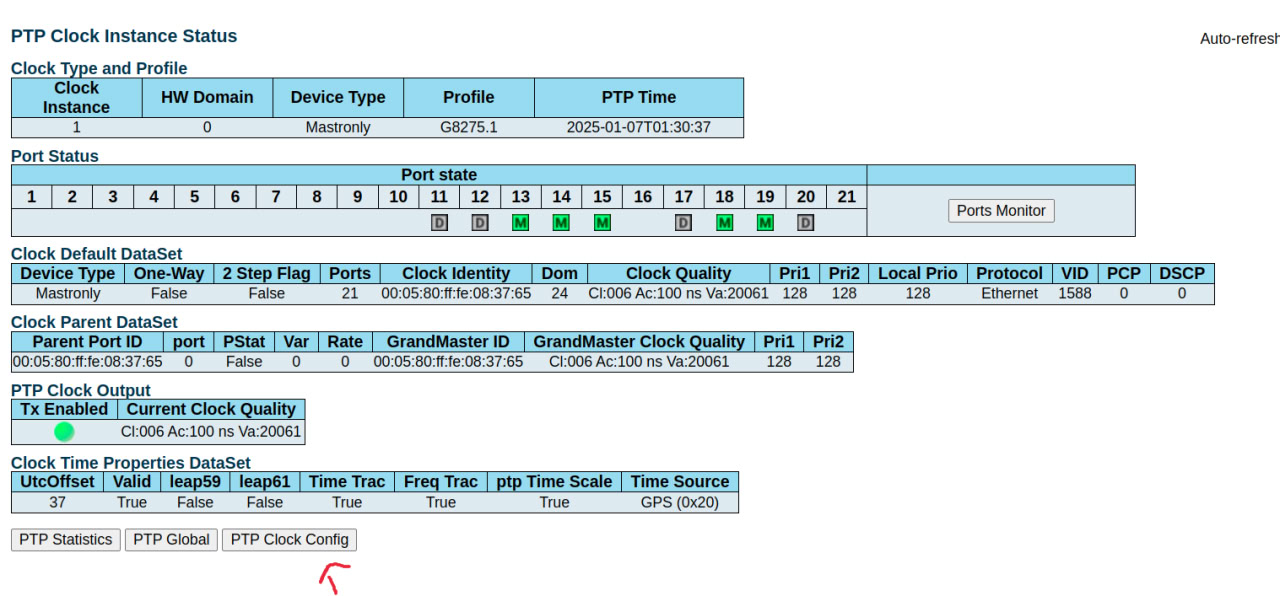 PTP Clock Instance Status
Auto-refresh
Clock Type and Profile
Clock Instance HW Domain Device Type Profile PTP Time
1 0 Mastronly G8275.1 2025-01-07T01:30:37
Port Status
Port state
1 2 3 4 5 6 7 8 9 10 11 12 13 14 15 16 17 18 19 20 21
D D M M M D M M D
Ports Monitor
Clock Default DataSet
Device Type One-Way 2 Step Flag Ports Clock Identity Dom Clock Quality Pri1 Pri2 Local Prio Protocol VID PCP DSCP
Mastronly False False 21 00:05:80:ff:fe:08:37:65 24 Cl:006 Ac:100 ns Va:20061 128 128 128 Ethernet 1588 0 0
Clock Parent DataSet
Parent Port ID port PStat Var Rate GrandMaster ID GrandMaster Clock Quality Pri1 Pri2
00:05:80:ff:fe:08:37:65 0 False 0 0 00:05:80:ff:fe:08:37:65 Cl:006 Ac:100 ns Va:20061 128 128
PTP Clock Output
Tx Enabled Current Clock Quality
Cl:006 Ac:100 ns Va:20061
Clock Time Properties DataSet
UtcOffset Valid leap59 leap61 Time Trac Freq Trac ptp Time Scale Time Source
37 True False False True True True GPS (0x20)
PTP Statistics PTP Global PTP Clock Config